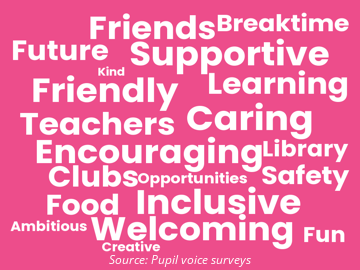 Friends Breaktime
Future Supportive
Kind
Friendly Learning
Teachers Caring
Encouraging Library
Clubs Opportunities Safety
Food Inclusive
Ambitious Welcoming Fun
Creative
Source: Pupil voice surveys